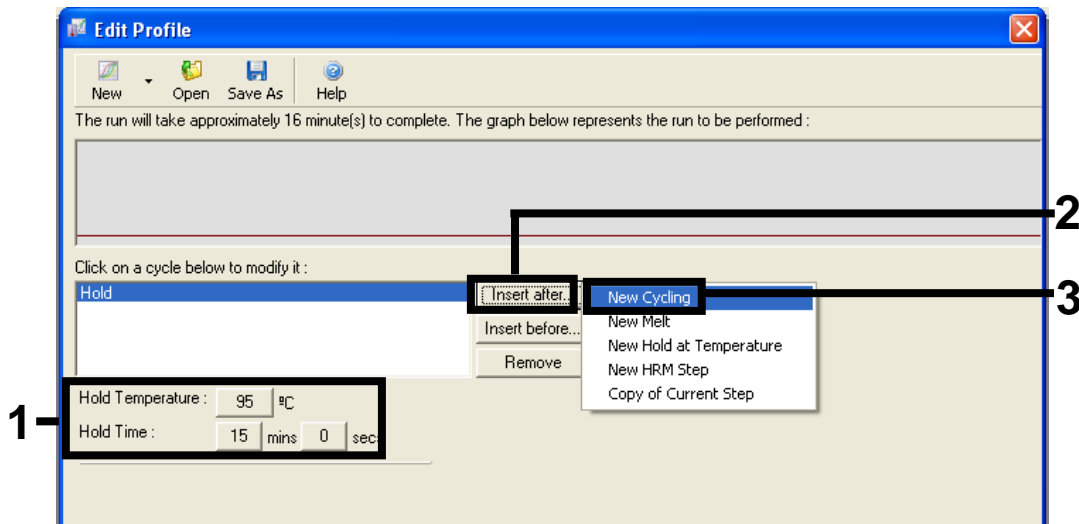 Edit Profile
New Open Save As Help
The run will take approximately 16 minute(s) to complete. The graph below represents the run to be performed :
2
Click on a cycle below to modify it :
Hold
Insert after...
New Cycling
3
Insert before...
New Melt
New Hold at Temperature
Remove
New HRM Step
Copy of Current Step
1
Hold Temperature : 95 ºC
Hold Time : 15 mins 0 secs